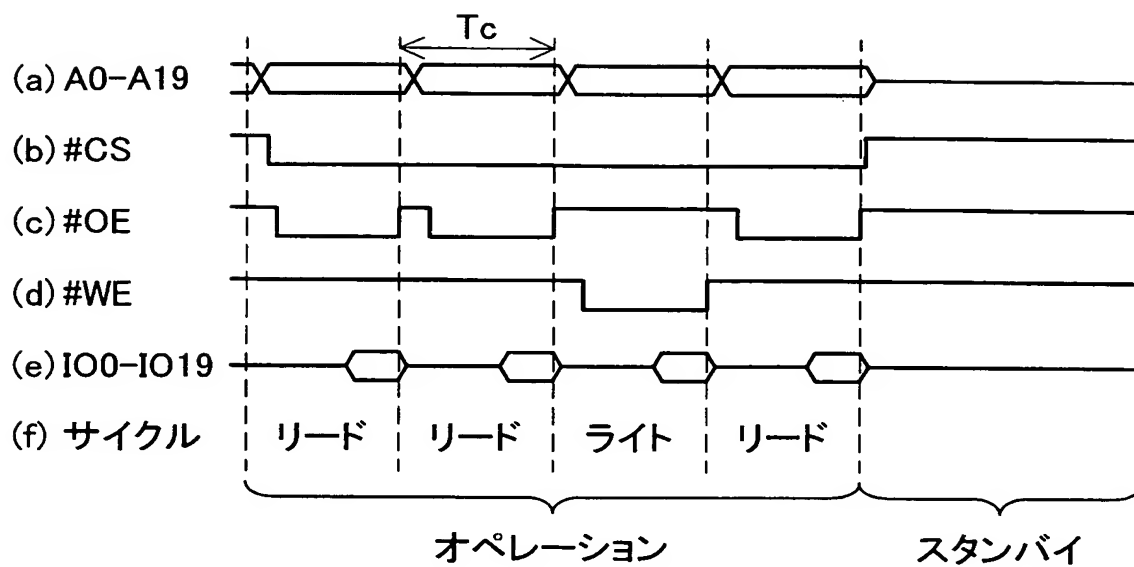 Tc
(a) A0-A19
(b) #CS
(c) #OE
(d) #WE
(e) IO0-IO19
(f) サイクル リード リード ライト リード
オペレーション スタンバイ